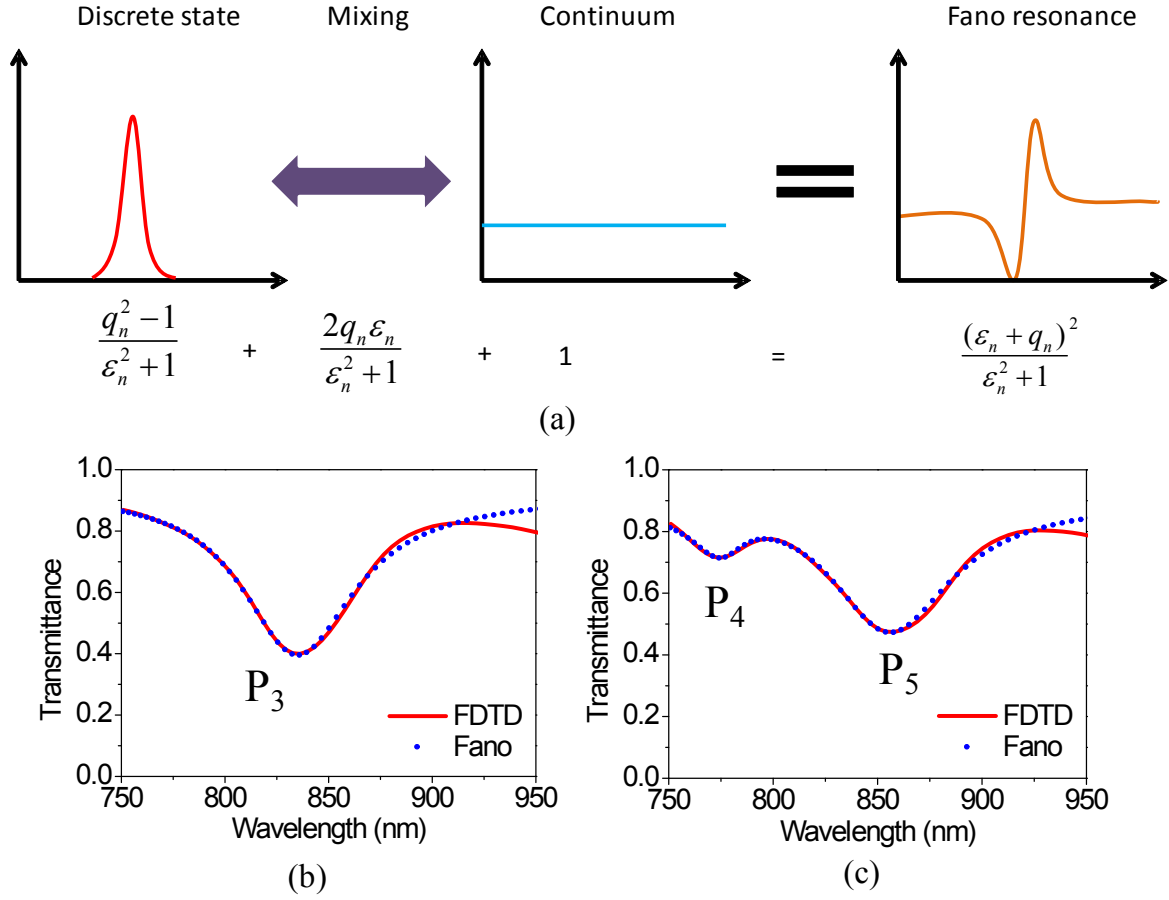 Discrete state Mixing Continuum Fano resonance
(q_n^2 − 1)/(ε_n^2 + 1) + 2q_nε_n/(ε_n^2 + 1) + 1 = (ε_n + q_n)^2/(ε_n^2 + 1)
(a)
1.0
0.8
0.6
0.4
0.2
0.0
Transmittance
P3
FDTD
Fano
750 800 850 900 950
Wavelength (nm)
(b)
1.0
0.8
0.6
0.4
0.2
0.0
Transmittance
P4
P5
FDTD
Fano
750 800 850 900 950
Wavelength (nm)
(c)